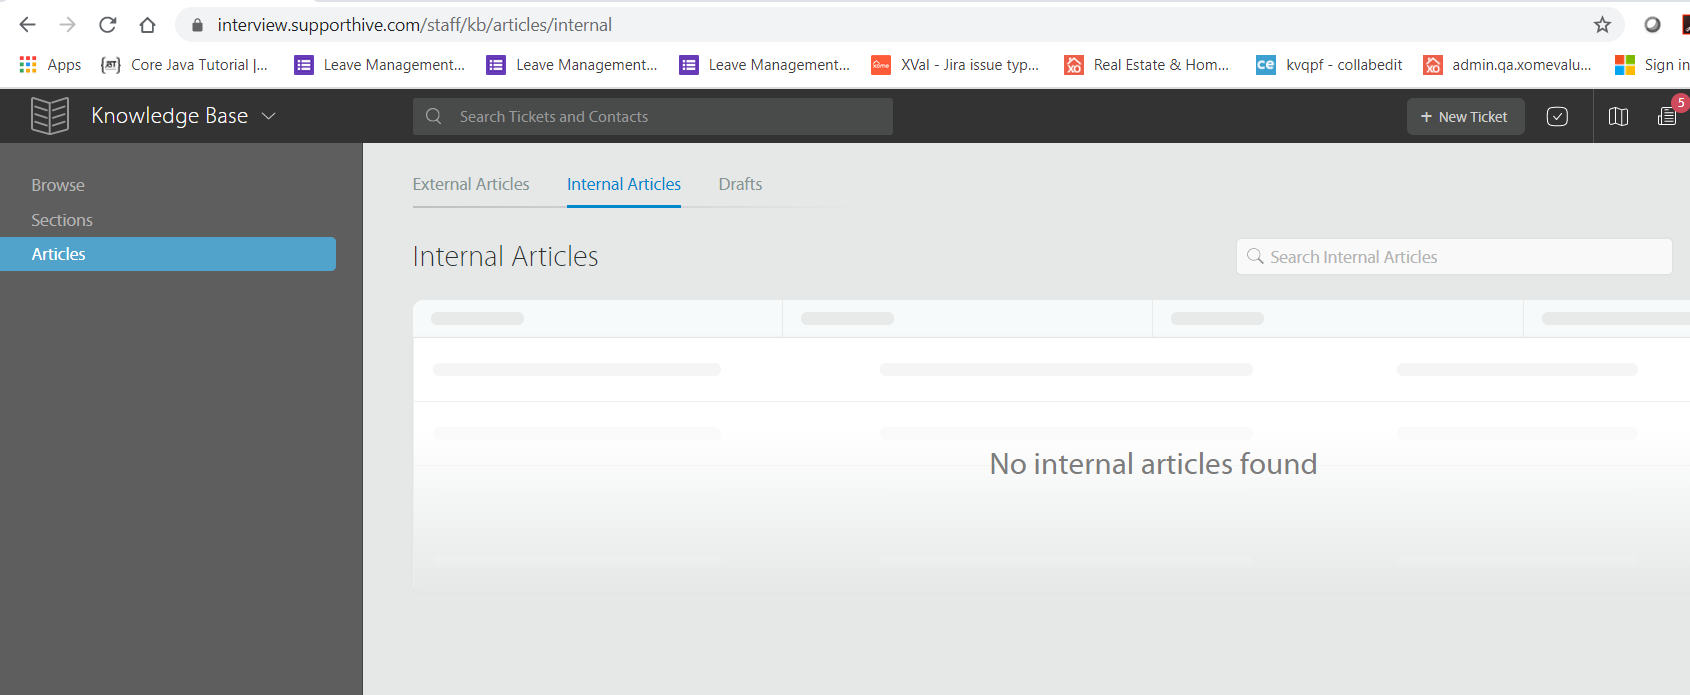 interview.supporthive.com/staff/kb/articles/internal
Apps Core Java Tutorial |... Leave Management... Leave Management... Leave Management... XVal - Jira issue typ... Real Estate & Hom... kvqpf - collabedit admin.qa.xomevalu... Sign in
Knowledge Base Search Tickets and Contacts + New Ticket 5
Browse
Sections
Articles
External Articles Internal Articles Drafts
Internal Articles Search Internal Articles
No internal articles found